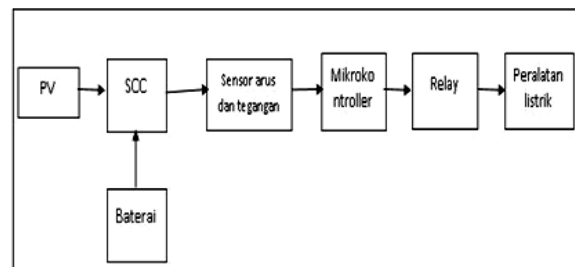 PV
SCC
Sensor arus
dan tegangan
Mikroko
ntroller
Relay
Peralatan
listrik
Baterai